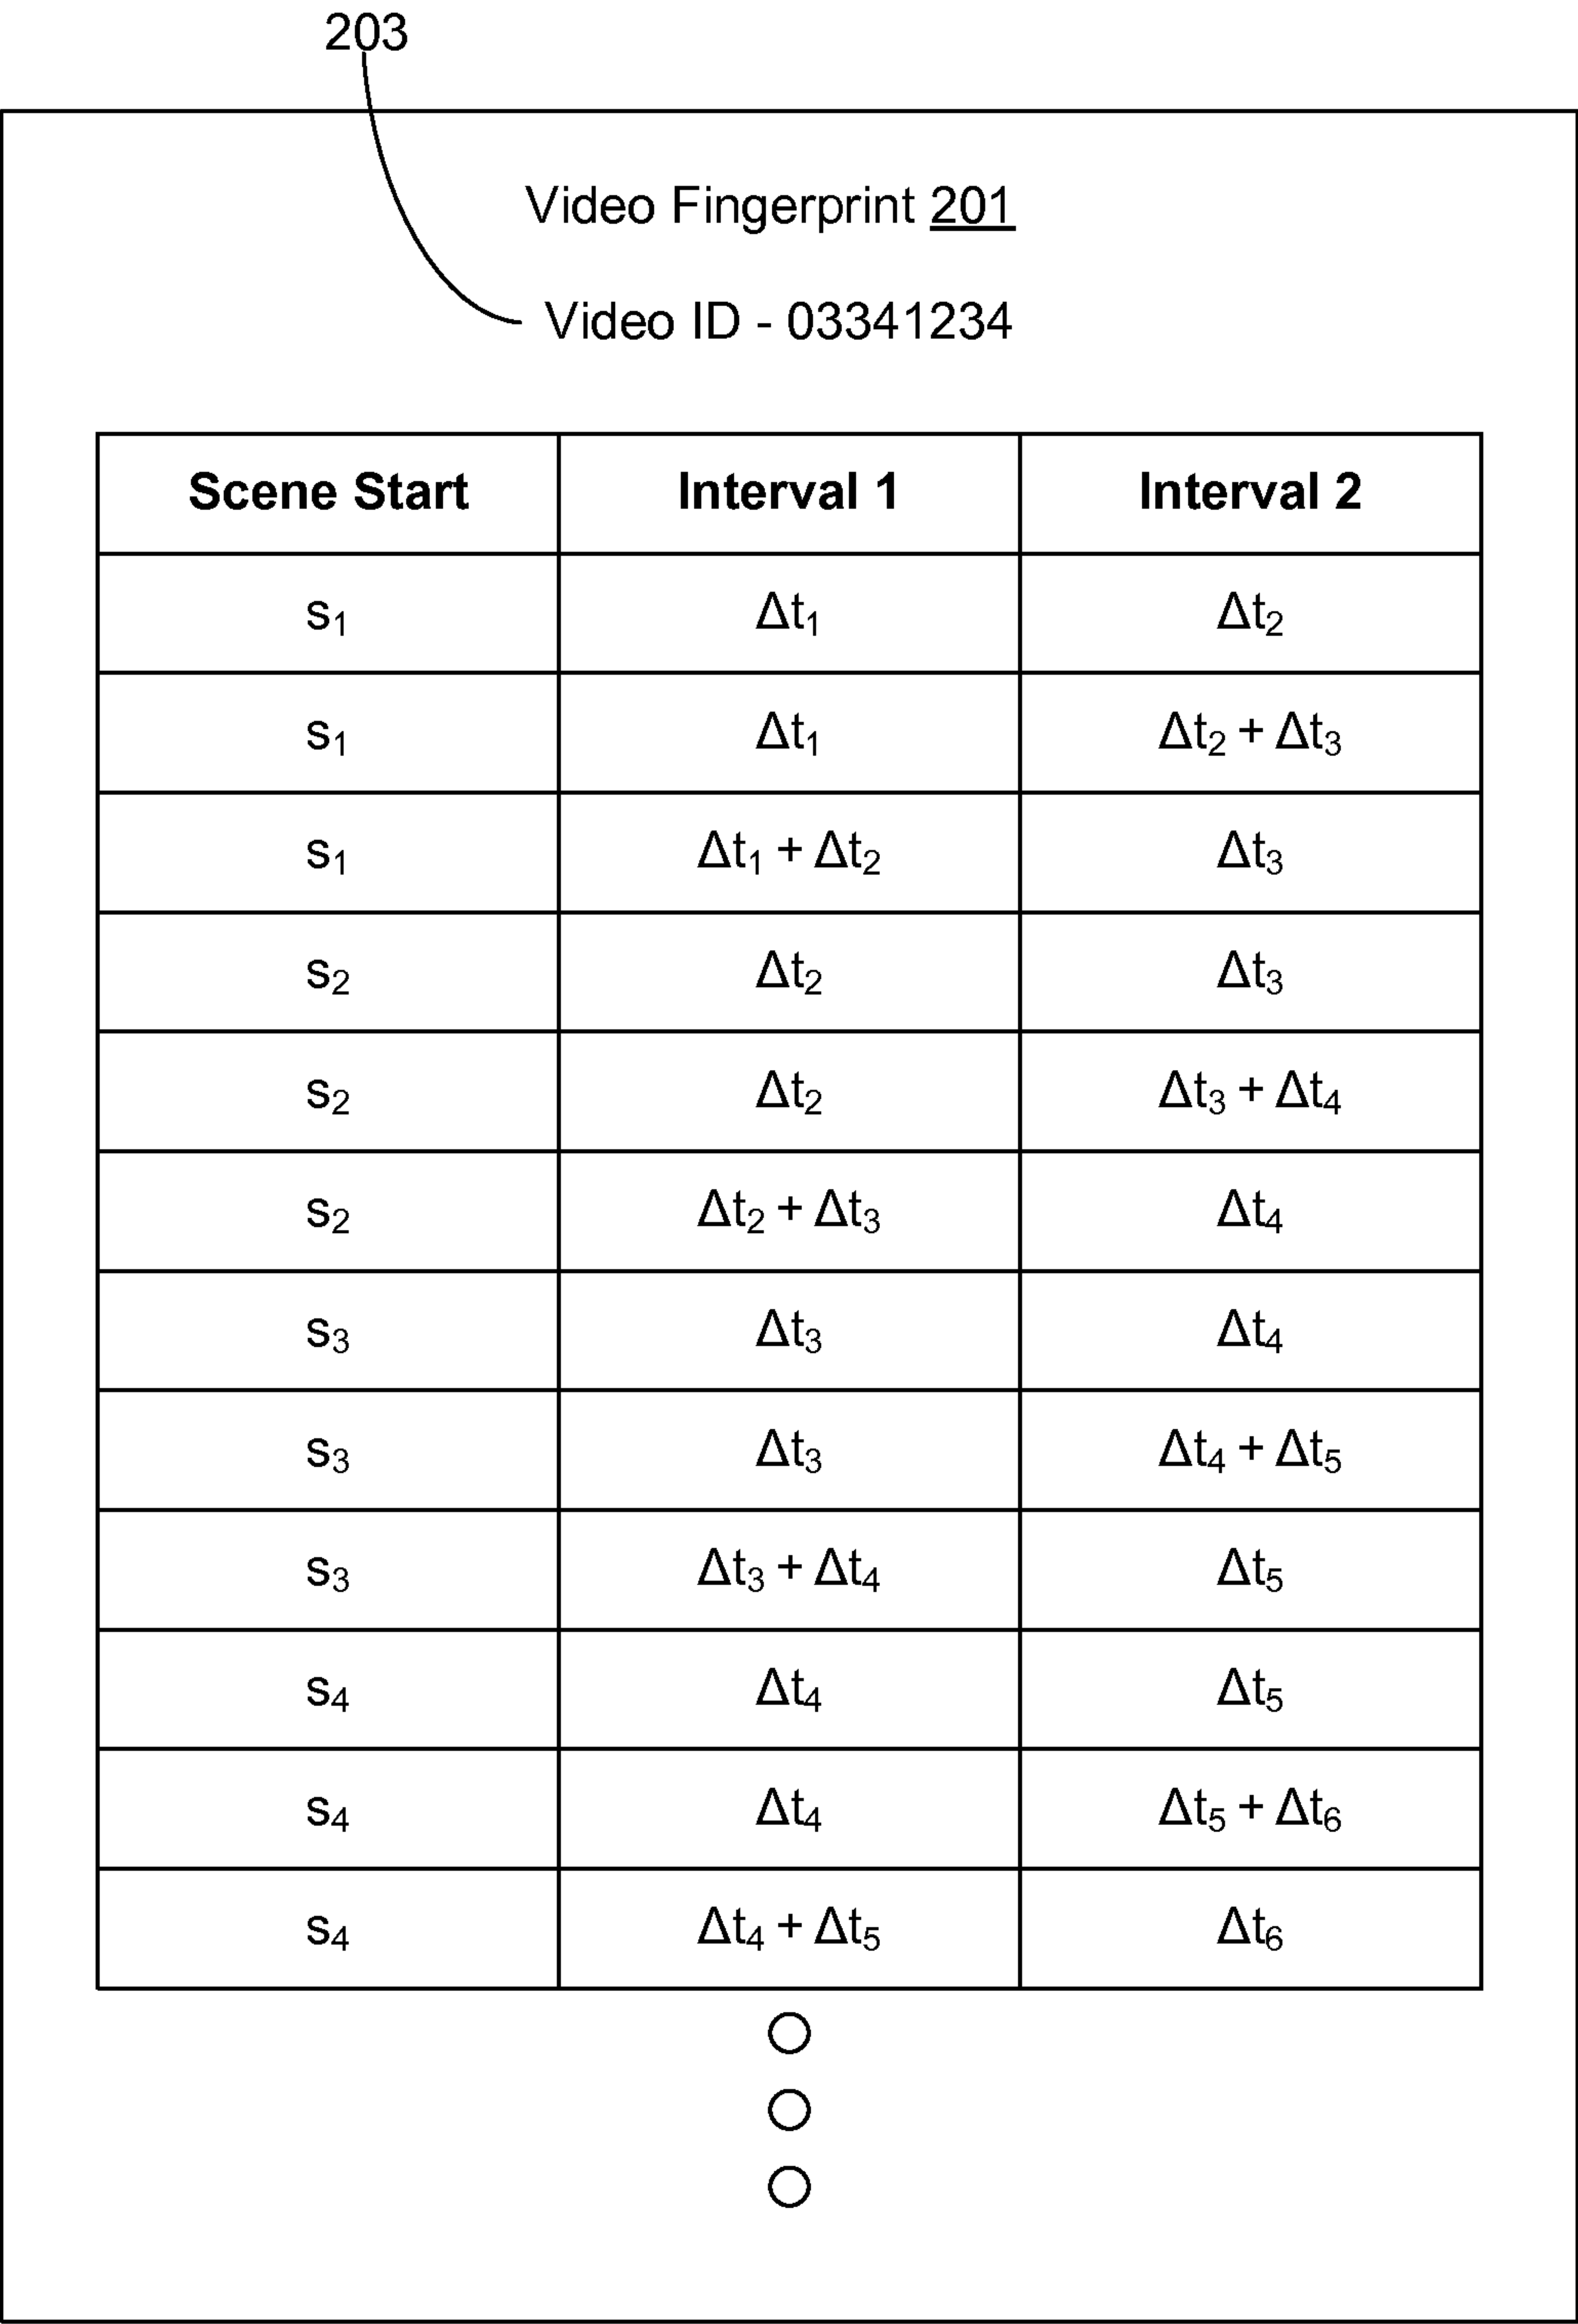 203
Video Fingerprint 201
Video ID - 03341234
Scene Start Interval 1 Interval 2
s₁ Δt₁ Δt₂
s₁ Δt₁ Δt₂ + Δt₃
s₁ Δt₁ + Δt₂ Δt₃
s₂ Δt₂ Δt₃
s₂ Δt₂ Δt₃ + Δt₄
s₂ Δt₂ + Δt₃ Δt₄
s₃ Δt₃ Δt₄
s₃ Δt₃ Δt₄ + Δt₅
s₃ Δt₃ + Δt₄ Δt₅
s₄ Δt₄ Δt₅
s₄ Δt₄ Δt₅ + Δt₆
s₄ Δt₄ + Δt₅ Δt₆